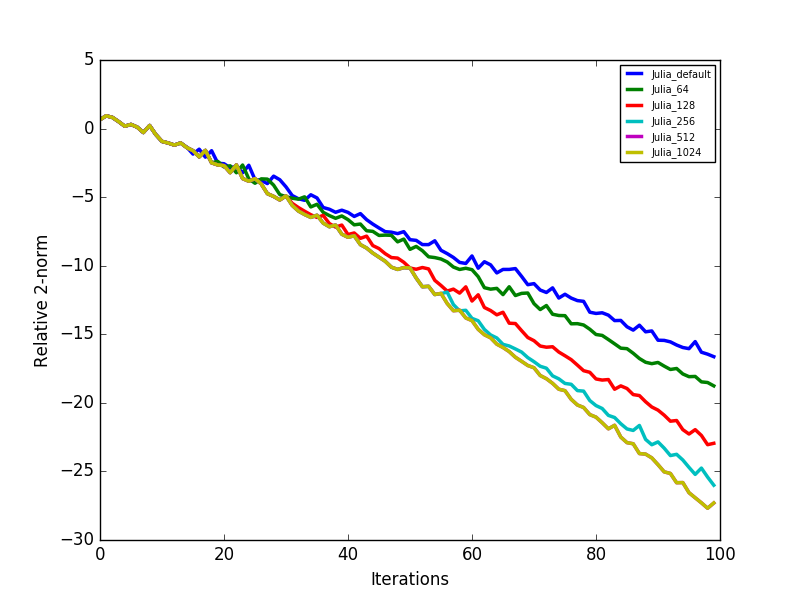 5
0
−5
−10
−15
−20
−25
−30
0 20 40 60 80 100
Relative 2-norm
Iterations
Julia_default
Julia_64
Julia_128
Julia_256
Julia_512
Julia_1024